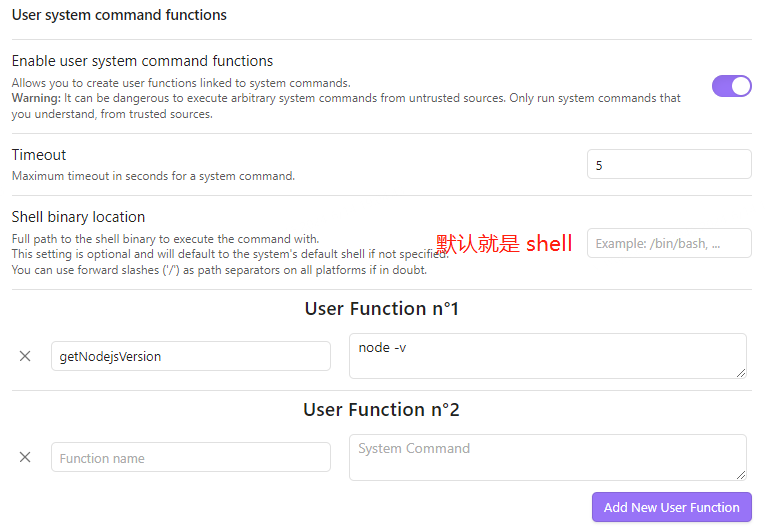 User system command functions
Enable user system command functions
Allows you to create user functions linked to system commands.
Warning: It can be dangerous to execute arbitrary system commands from untrusted sources. Only run system commands that
you understand, from trusted sources.
Timeout
Maximum timeout in seconds for a system command.
5
Shell binary location
Full path to the shell binary to execute the command with.
This setting is optional and will default to the system's default shell if not specified.
You can use forward slashes ('/') as path separators on all platforms if in doubt.
默认就是 shell
Example: /bin/bash, ...
User Function n°1
getNodejsVersion
node -v
User Function n°2
Function name
System Command
Add New User Function